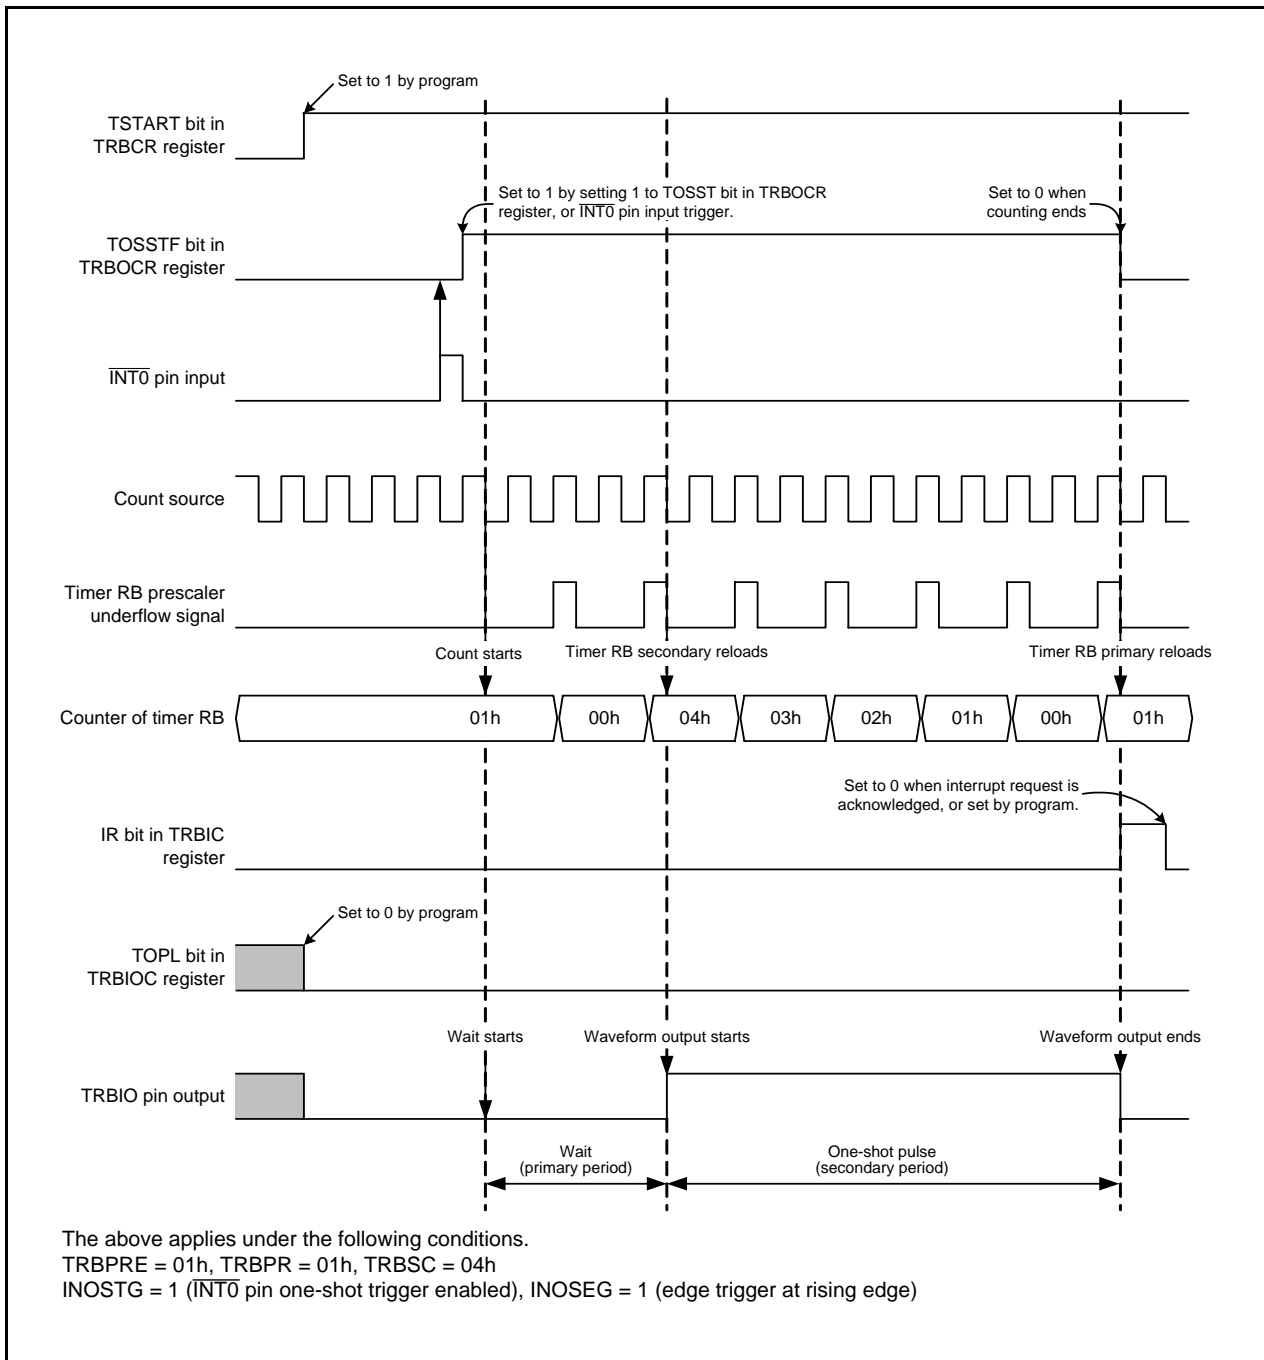 Set to 1 by program
TSTART bit in
TRBCR register
Set to 1 by setting 1 to TOSST bit in TRBOCR
register, or INT0 pin input trigger.
Set to 0 when
counting ends
TOSSTF bit in
TRBOCR register
INT0 pin input
Count source
Timer RB prescaler
underflow signal
Count starts
Timer RB secondary reloads
Timer RB primary reloads
Counter of timer RB
01h
00h
04h
03h
02h
01h
00h
01h
Set to 0 when interrupt request is
acknowledged, or set by program.
IR bit in TRBIC
register
Set to 0 by program
TOPL bit in
TRBIOC register
Wait starts
Waveform output starts
Waveform output ends
TRBIO pin output
Wait
(primary period)
One-shot pulse
(secondary period)
The above applies under the following conditions.
TRBPRE = 01h, TRBPR = 01h, TRBSC = 04h
INOSTG = 1 (INT0 pin one-shot trigger enabled), INOSEG = 1 (edge trigger at rising edge)